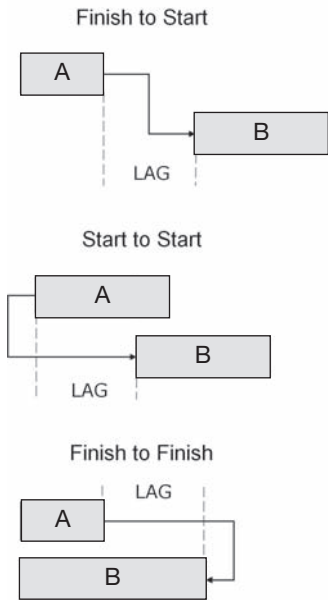 Finish to Start
A
B
LAG
Start to Start
A
B
LAG
Finish to Finish
LAG
A
B